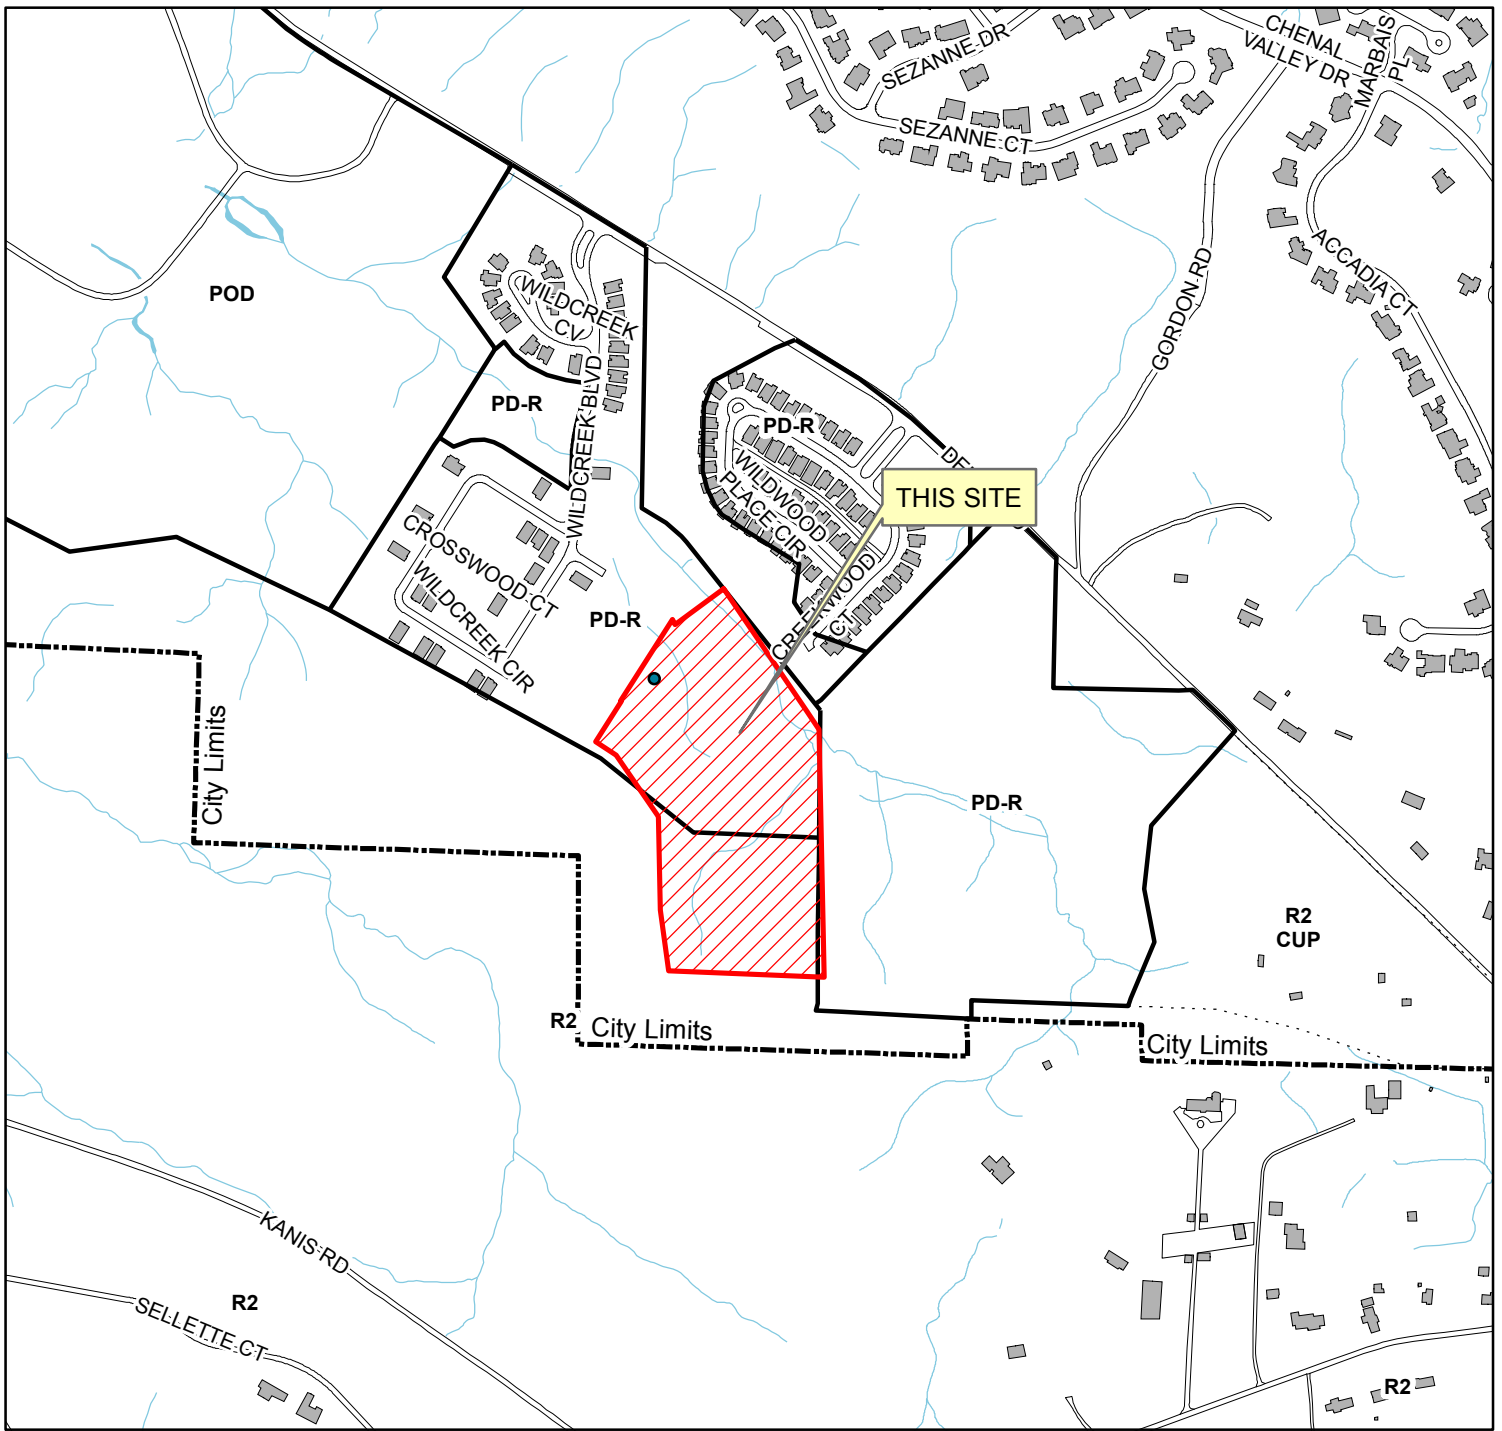 CHENAL
VALLEY DR
MARBAIS
PL
SEZANNE DR
SEZANNE CT
ACCADIA CT
GORDON RD
POD
WILDCREEK
CV
PD-R
WILDCREEK BLVD
PD-R
WILDWOOD
PLACE CIR
THIS SITE
CROSSWOOD CT
WILDCREEK CIR
PD-R
CREEKWOOD
CT
City Limits
PD-R
R2
CUP
R2
City Limits
City Limits
KANIS RD
R2
SELLETTE CT
R2